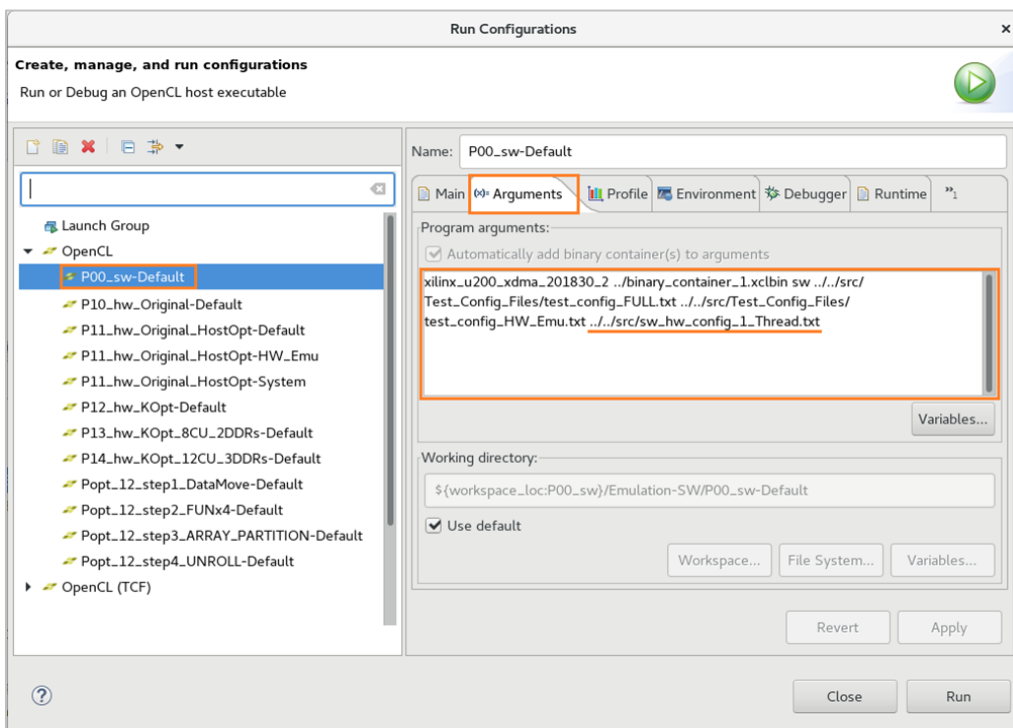 Run Configurations
Create, manage, and run configurations
Run or Debug an OpenCL host executable
Launch Group
OpenCL
P00_sw-Default
P10_hw_Original-Default
P11_hw_Original_HostOpt-Default
P11_hw_Original_HostOpt-HW_Emu
P11_hw_Original_HostOpt-System
P12_hw_KOpt-Default
P13_hw_KOpt_8CU_2DDRs-Default
P14_hw_KOpt_12CU_3DDRs-Default
Popt_12_step1_DataMove-Default
Popt_12_step2_FUNx4-Default
Popt_12_step3_ARRAY_PARTITION-Default
Popt_12_step4_UNROLL-Default
OpenCL (TCF)
Name: P00_sw-Default
Main (x)= Arguments Profile Environment Debugger Runtime »1
Program arguments:
Automatically add binary container(s) to arguments
xilinx_u200_xdma_201830_2 ../binary_container_1.xclbin sw ../../src/
Test_Config_Files/test_config_FULL.txt ../../src/Test_Config_Files/
test_config_HW_Emu.txt ../../src/sw_hw_config_1_Thread.txt
Variables...
Working directory:
${workspace_loc:P00_sw}/Emulation-SW/P00_sw-Default
Use default
Workspace... File System... Variables...
Revert Apply
? Close Run